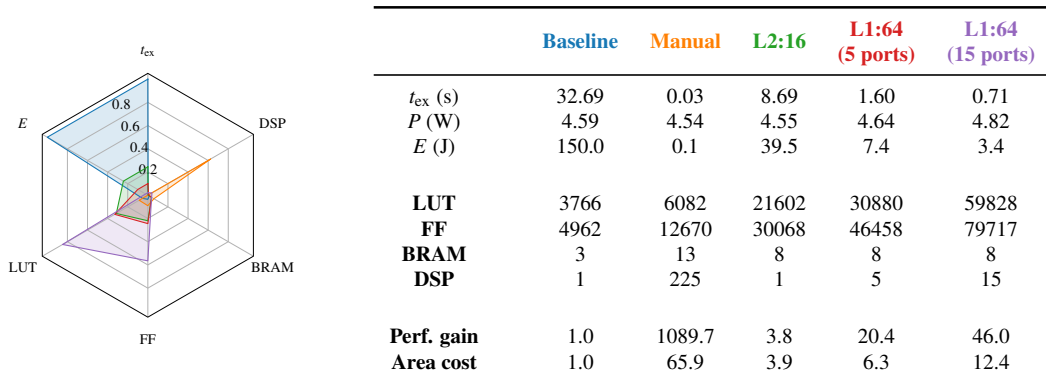 t_ex
0.8
0.6
0.4
0.2
DSP
E
LUT
BRAM
FF
Baseline Manual L2:16 L1:64 (5 ports) L1:64 (15 ports)
t_ex (s) 32.69 0.03 8.69 1.60 0.71
P (W) 4.59 4.54 4.55 4.64 4.82
E (J) 150.0 0.1 39.5 7.4 3.4
LUT 3766 6082 21602 30880 59828
FF 4962 12670 30068 46458 79717
BRAM 3 13 8 8 8
DSP 1 225 1 5 15
Perf. gain 1.0 1089.7 3.8 20.4 46.0
Area cost 1.0 65.9 3.9 6.3 12.4